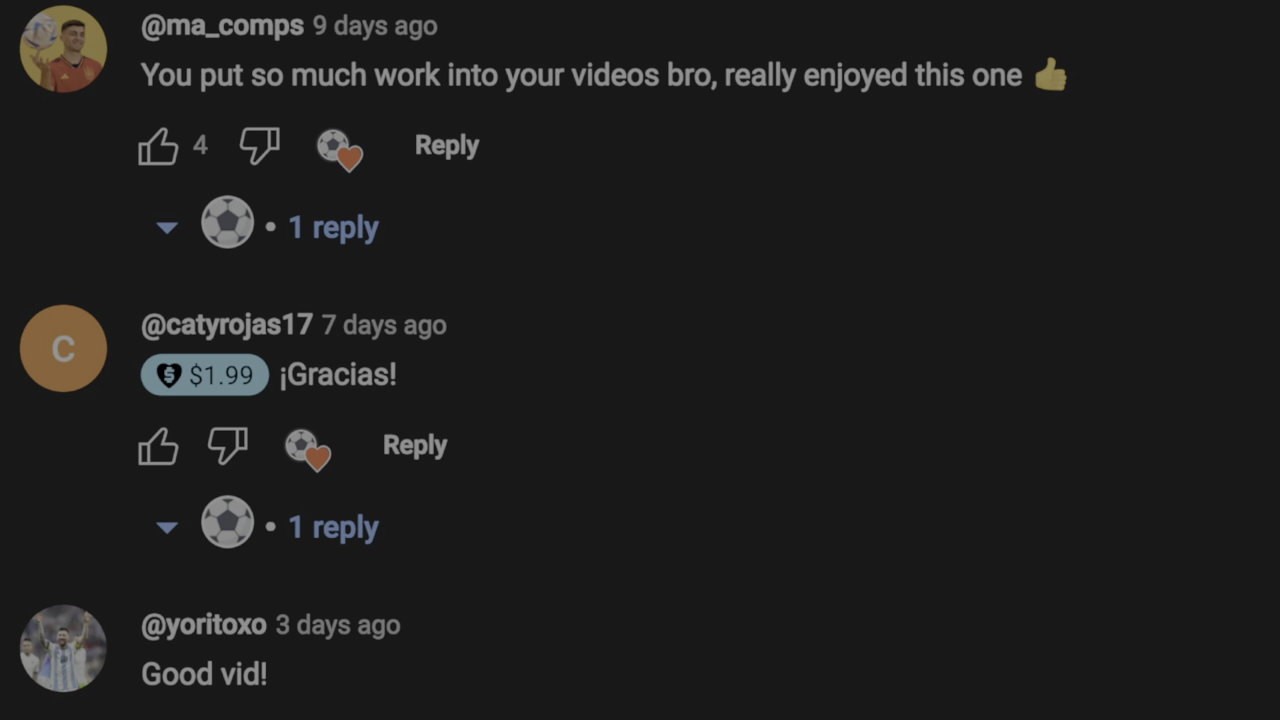 @ma_comps 9 days ago
You put so much work into your videos bro, really enjoyed this one 👍
4 Reply
1 reply
C
@catyrojas17 7 days ago
$1.99 ¡Gracias!
Reply
1 reply
@yoritoxo 3 days ago
Good vid!